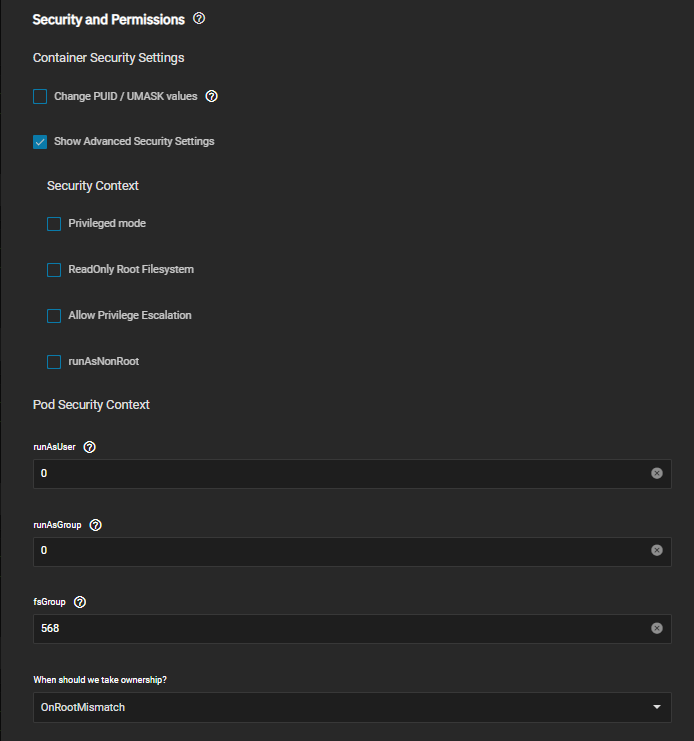 Security and Permissions
Container Security Settings
Change PUID / UMASK values
Show Advanced Security Settings
Security Context
Privileged mode
ReadOnly Root Filesystem
Allow Privilege Escalation
runAsNonRoot
Pod Security Context
runAsUser
0
runAsGroup
0
fsGroup
568
When should we take ownership?
OnRootMismatch